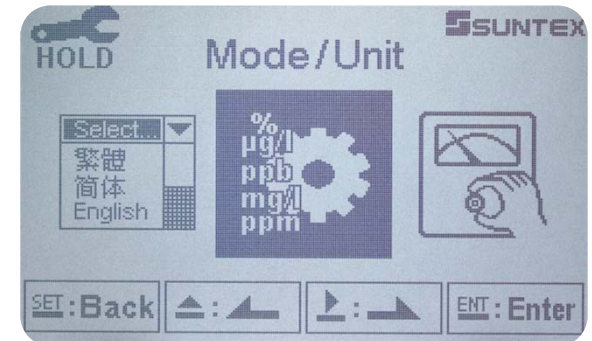 HOLD
Mode/Unit
SUNTEX
Select...
繁體
简体
English
%
µg/l
ppb
mg/l
ppm
SET:Back
:
:
ENT:Enter